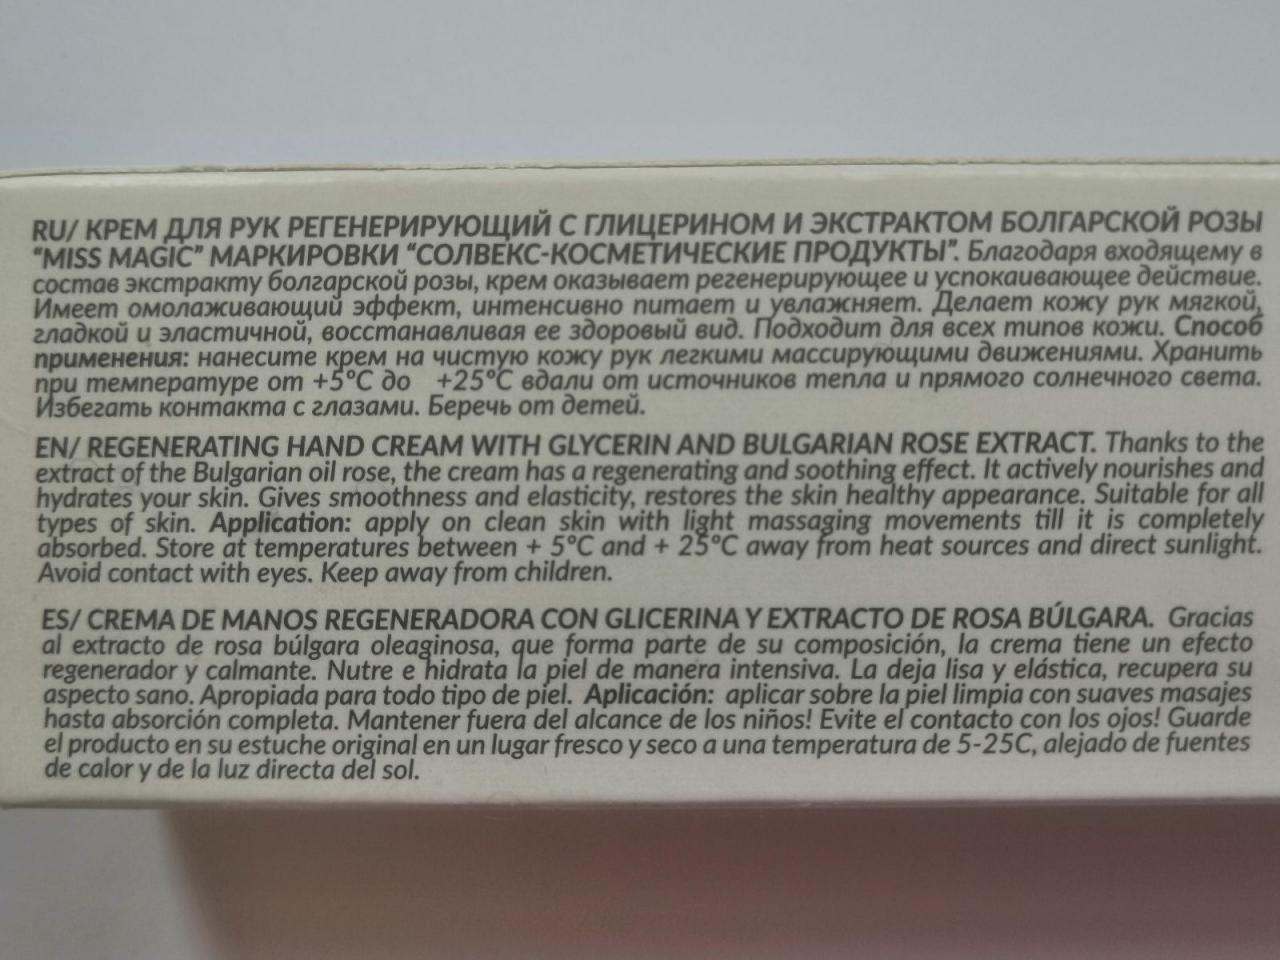 RU/ КРЕМ ДЛЯ РУК РЕГЕНЕРИРУЮЩИЙ С ГЛИЦЕРИНОМ И ЭКСТРАКТОМ БОЛГАРСКОЙ РОЗЫ
“MISS MAGIC” МАРКИРОВКИ “СОЛВЕКС-КОСМЕТИЧЕСКИЕ ПРОДУКТЫ”. Благодаря входящему в
состав экстракту болгарской розы, крем оказывает регенерирующее и успокаивающее действие.
Имеет омолаживающий эффект, интенсивно питает и увлажняет. Делает кожу рук мягкой,
гладкой и эластичной, восстанавливая ее здоровый вид. Подходит для всех типов кожи. Способ
применения: нанесите крем на чистую кожу рук легкими массирующими движениями. Хранить
при температуре от +5°C до +25°C вдали от источников тепла и прямого солнечного света.
Избегать контакта с глазами. Беречь от детей.
EN/ REGENERATING HAND CREAM WITH GLYCERIN AND BULGARIAN ROSE EXTRACT. Thanks to the
extract of the Bulgarian oil rose, the cream has a regenerating and soothing effect. It actively nourishes and
hydrates your skin. Gives smoothness and elasticity, restores the skin healthy appearance. Suitable for all
types of skin. Application: apply on clean skin with light massaging movements till it is completely
absorbed. Store at temperatures between + 5°C and + 25°C away from heat sources and direct sunlight.
Avoid contact with eyes. Keep away from children.
ES/ CREMA DE MANOS REGENERADORA CON GLICERINA Y EXTRACTO DE ROSA BÚLGARA. Gracias
al extracto de rosa búlgara oleaginosa, que forma parte de su composición, la crema tiene un efecto
regenerador y calmante. Nutre e hidrata la piel de manera intensiva. La deja lisa y elástica, recupera su
aspecto sano. Apropiada para todo tipo de piel. Aplicación: aplicar sobre la piel limpia con suaves masajes
hasta absorción completa. Mantener fuera del alcance de los niños! Evite el contacto con los ojos! Guarde
el producto en su estuche original en un lugar fresco y seco a una temperatura de 5-25C, alejado de fuentes
de calor y de la luz directa del sol.